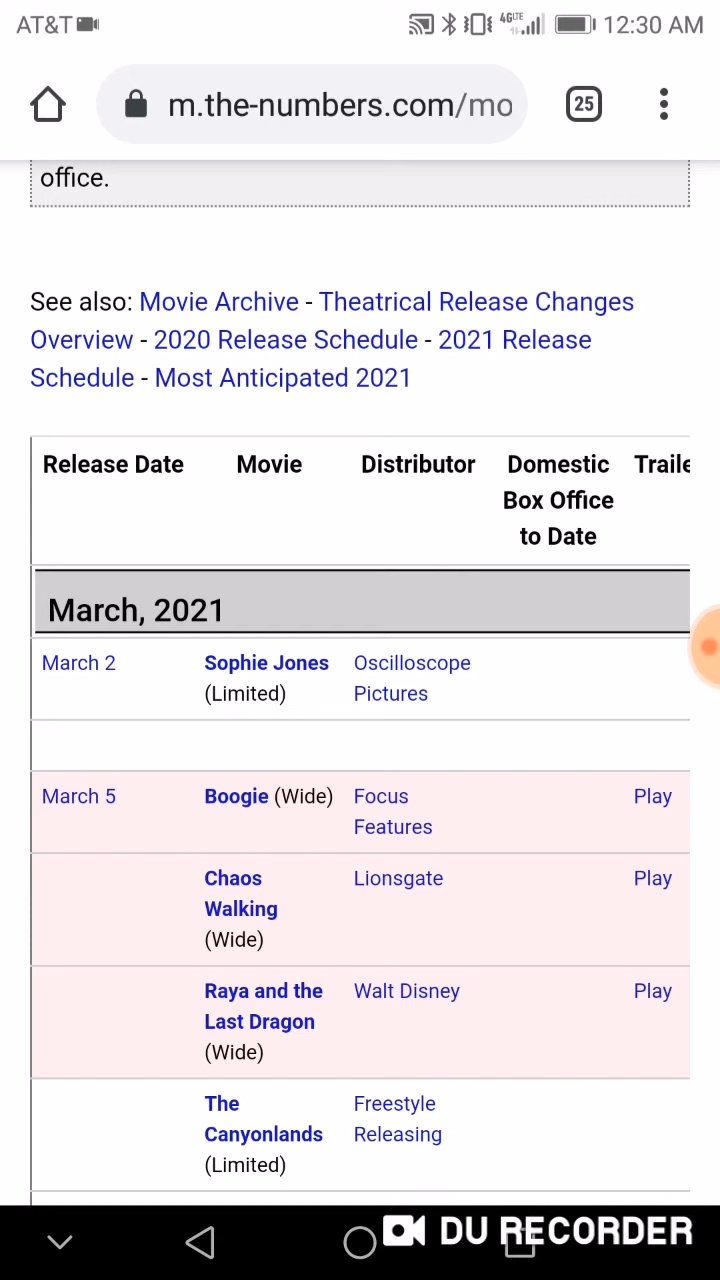 AT&T 4G LTE 12:30 AM
m.the-numbers.com/mo 25
office.
See also: Movie Archive - Theatrical Release Changes
Overview - 2020 Release Schedule - 2021 Release
Schedule - Most Anticipated 2021
Release Date Movie Distributor Domestic Traile
Box Office
to Date
March, 2021
March 2 Sophie Jones Oscilloscope
(Limited) Pictures
March 5 Boogie (Wide) Focus Play
Features
Chaos Lionsgate Play
Walking
(Wide)
Raya and the Walt Disney Play
Last Dragon
(Wide)
The Freestyle
Canyonlands Releasing
(Limited)
DU RECORDER